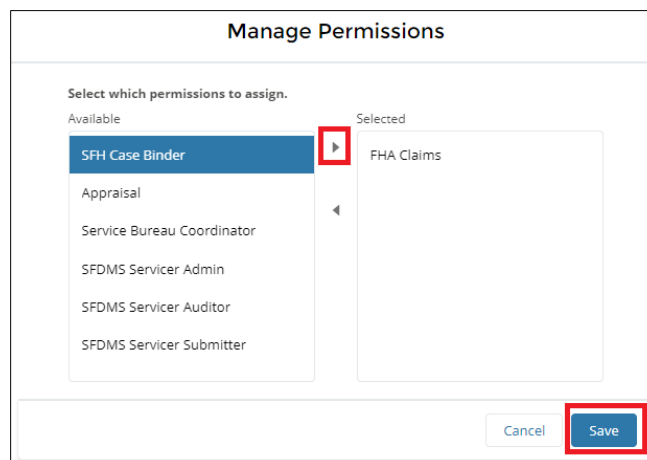 Manage Permissions
Select which permissions to assign.
Available
Selected
SFH Case Binder
FHA Claims
Appraisal
Service Bureau Coordinator
SFDMS Servicer Admin
SFDMS Servicer Auditor
SFDMS Servicer Submitter
Cancel
Save